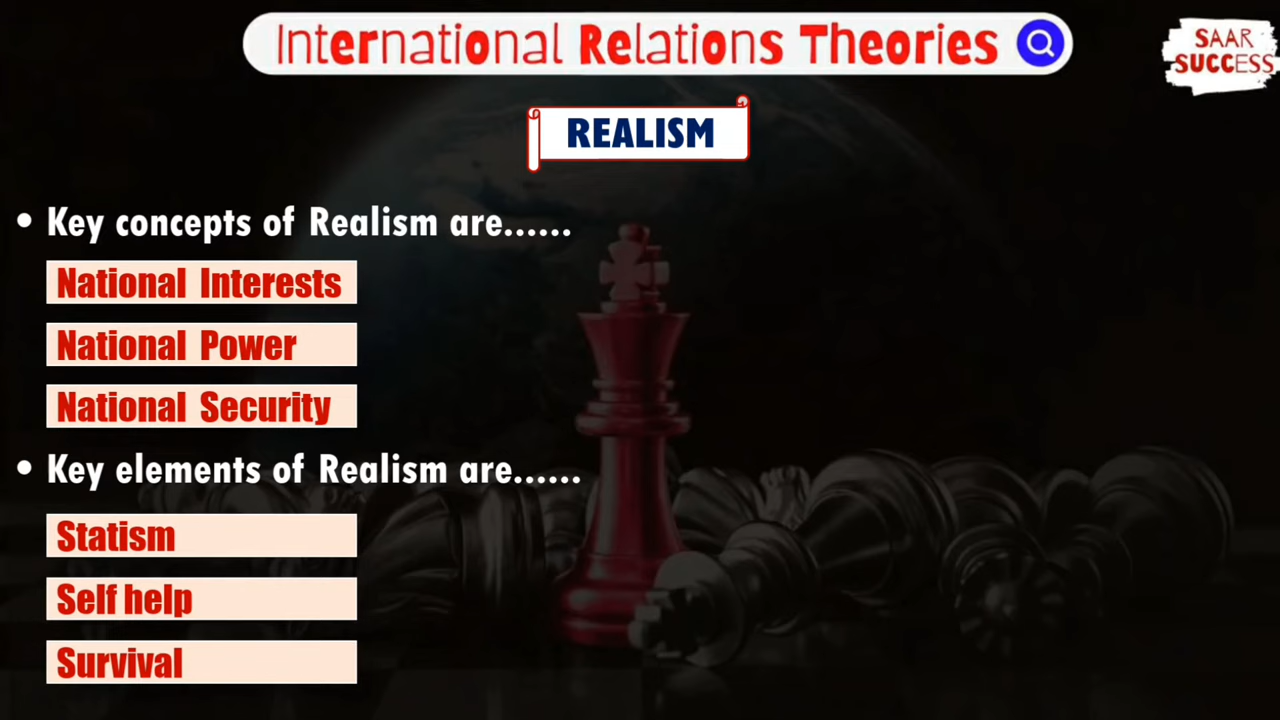 International Relations Theories
SAAR
SUCCESS
REALISM
• Key concepts of Realism are......
National Interests
National Power
National Security
• Key elements of Realism are......
Statism
Self help
Survival